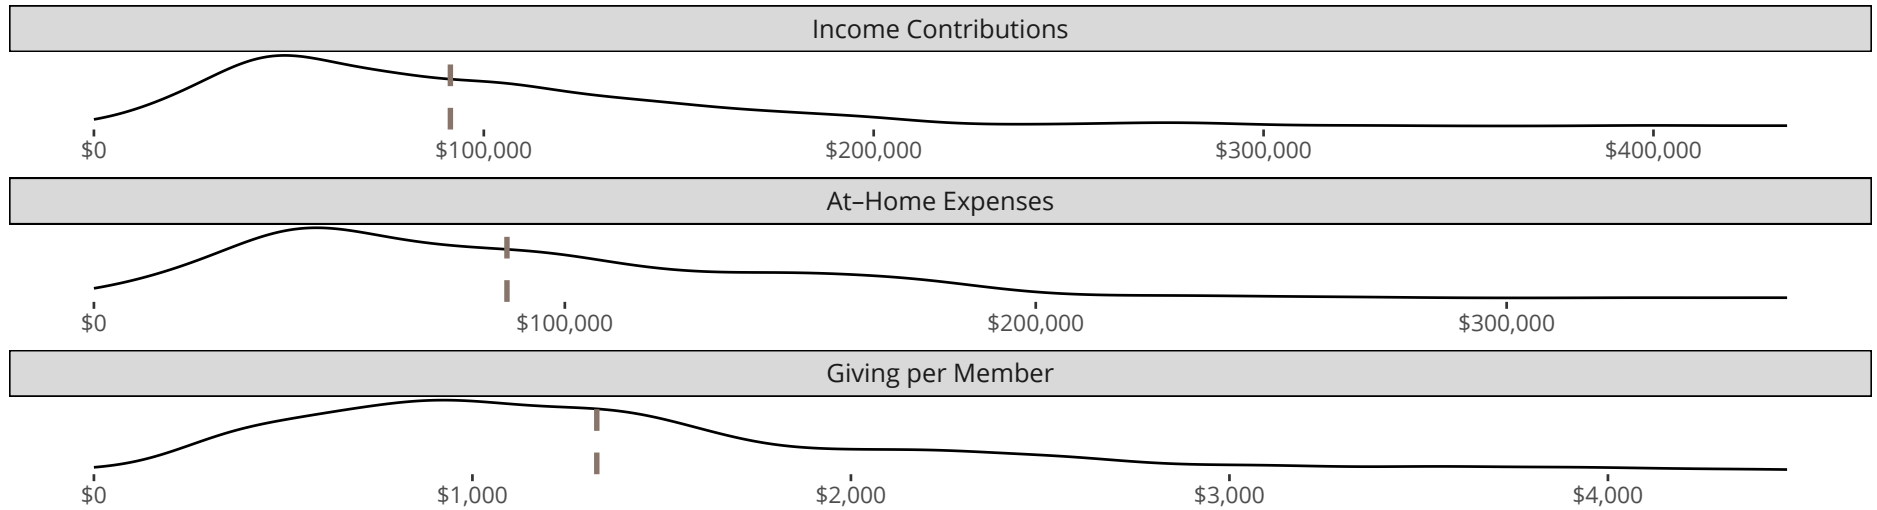 Income Contributions
$0 $100,000 $200,000 $300,000 $400,000
At–Home Expenses
$0 $100,000 $200,000 $300,000
Giving per Member
$0 $1,000 $2,000 $3,000 $4,000